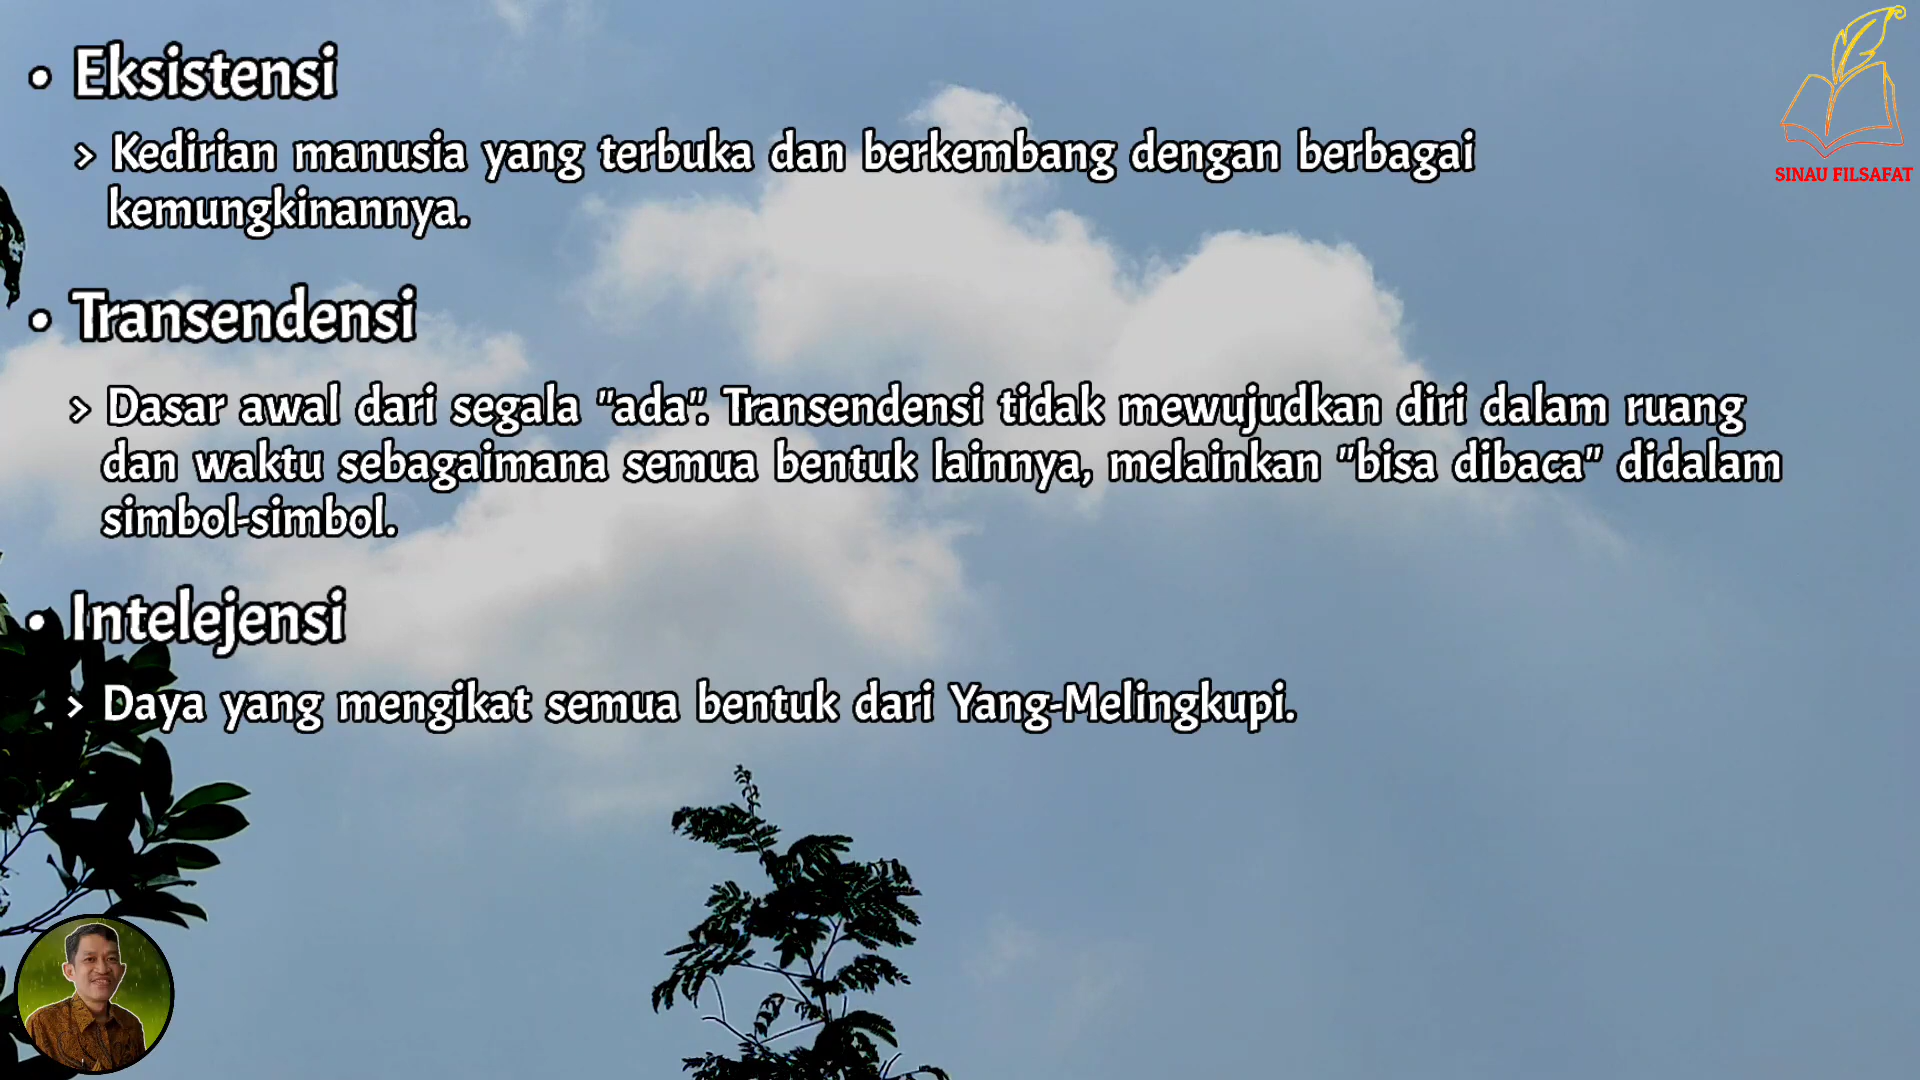 • Eksistensi
> Kedirian manusia yang terbuka dan berkembang dengan berbagai
kemungkinannya.
• Transendensi
> Dasar awal dari segala "ada". Transendensi tidak mewujudkan diri dalam ruang
dan waktu sebagaimana semua bentuk lainnya, melainkan "bisa dibaca" didalam
simbol-simbol.
• Intelejensi
> Daya yang mengikat semua bentuk dari Yang-Melingkupi.
SINAU FILSAFAT